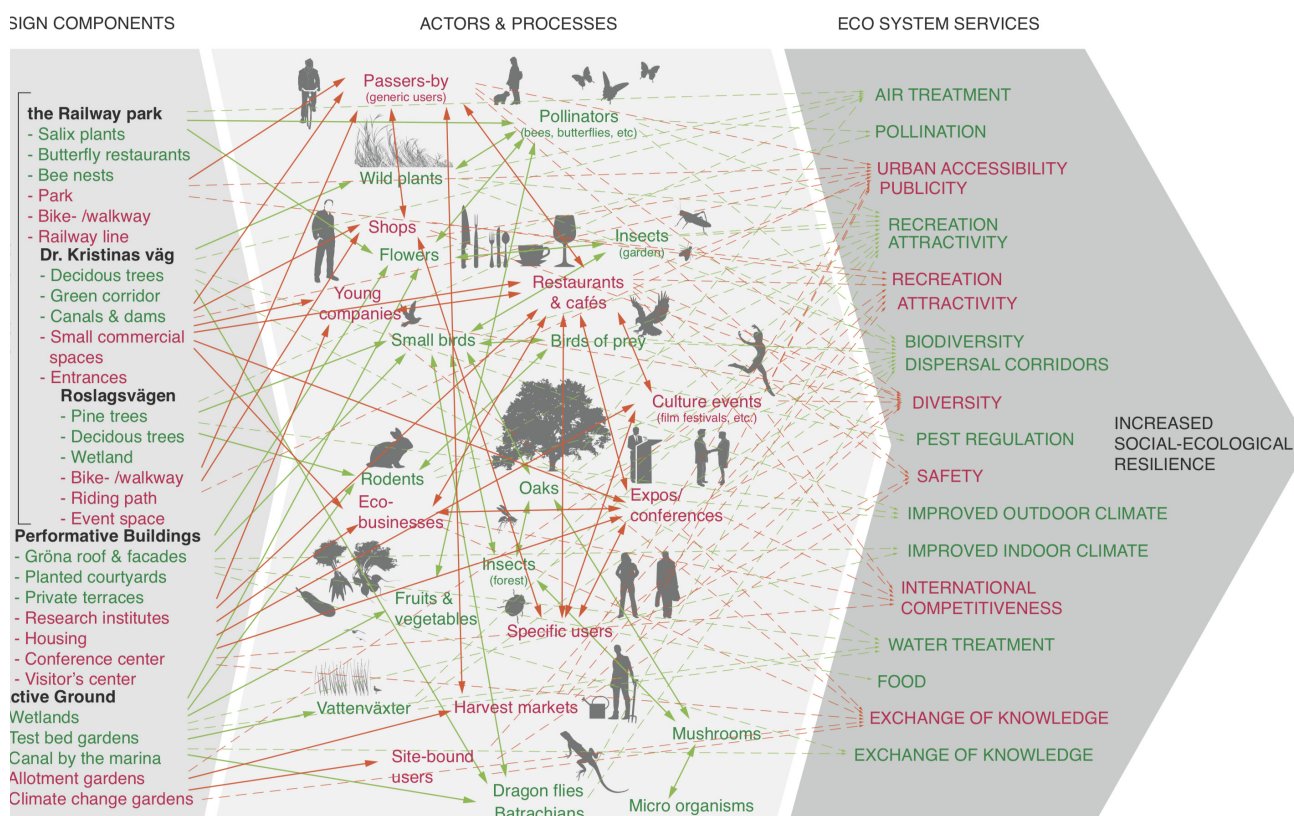 SIGN COMPONENTS
ACTORS & PROCESSES
ECO SYSTEM SERVICES
the Railway park
- Salix plants
- Butterfly restaurants
- Bee nests
- Park
- Bike- /walkway
- Railway line
Dr. Kristinas väg
- Decidous trees
- Green corridor
- Canals & dams
- Small commercial
spaces
- Entrances
Roslagsvägen
- Pine trees
- Decidous trees
- Wetland
- Bike- /walkway
- Riding path
- Event space
Performative Buildings
- Gröna roof & facades
- Planted courtyards
- Private terraces
- Research institutes
- Housing
- Conference center
- Visitor's center
ctive Ground
Wetlands
Test bed gardens
Canal by the marina
Allotment gardens
Climate change gardens
Passers-by
(generic users)
Pollinators
(bees, butterflies, etc)
Wild plants
Shops
Flowers
Insects
(garden)
Restaurants
& cafés
Young
companies
Small birds
Birds of prey
Culture events
(film festivals, etc.)
Rodents
Oaks
Eco-
businesses
Expos/
conferences
Insects
(forest)
Fruits &
vegetables
Specific users
Vattenväxter
Harvest markets
Mushrooms
Site-bound
users
Dragon flies
Batrachians
Micro organisms
AIR TREATMENT
POLLINATION
URBAN ACCESSIBILITY
PUBLICITY
RECREATION
ATTRACTIVITY
RECREATION
ATTRACTIVITY
BIODIVERSITY
DISPERSAL CORRIDORS
DIVERSITY
PEST REGULATION
SAFETY
IMPROVED OUTDOOR CLIMATE
IMPROVED INDOOR CLIMATE
INTERNATIONAL
COMPETITIVENESS
WATER TREATMENT
FOOD
EXCHANGE OF KNOWLEDGE
EXCHANGE OF KNOWLEDGE
INCREASED
SOCIAL-ECOLOGICAL
RESILIENCE